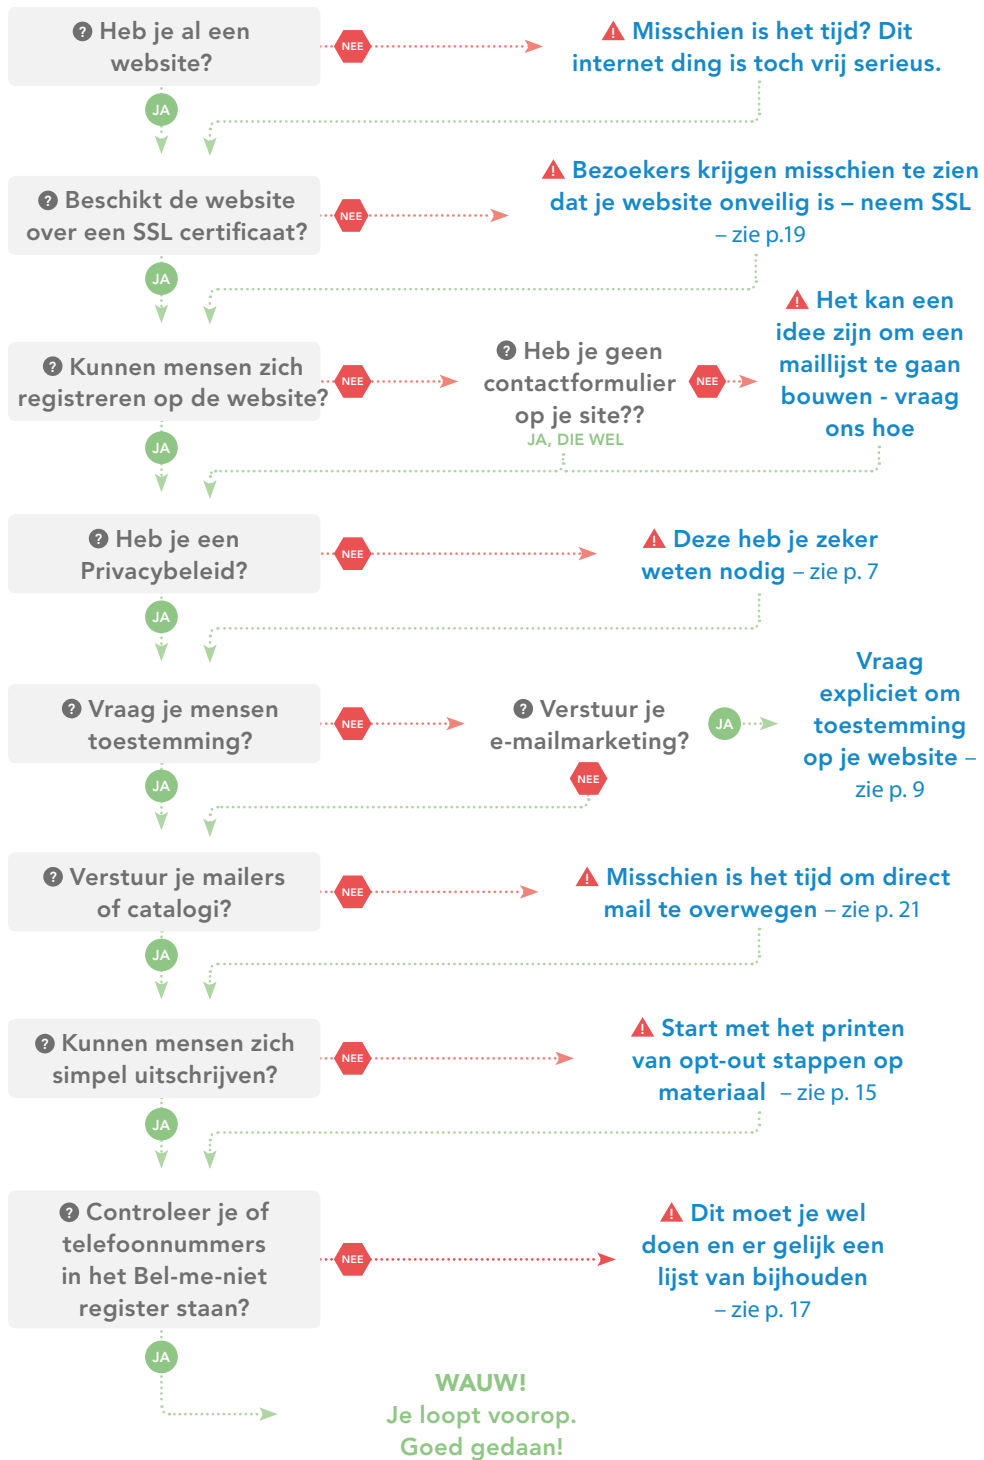 Heb je al een
website?
NEE
Misschien is het tijd? Dit
internet ding is toch vrij serieus.
JA
Beschikt de website
over een SSL certificaat?
NEE
Bezoekers krijgen misschien te zien
dat je website onveilig is – neem SSL
– zie p.19
JA
Kunnen mensen zich
registreren op de website?
NEE
Heb je geen
contactformulier
op je site??
JA, DIE WEL
NEE
Het kan een
idee zijn om een
maillijst te gaan
bouwen - vraag
ons hoe
JA
Heb je een
Privacybeleid?
NEE
Deze heb je zeker
weten nodig – zie p. 7
JA
Vraag je mensen
toestemming?
NEE
Verstuur je
e-mailmarketing?
NEE
JA
Vraag
expliciet om
toestemming
op je website –
zie p. 9
JA
Verstuur je mailers
of catalogi?
NEE
Misschien is het tijd om direct
mail te overwegen – zie p. 21
JA
Kunnen mensen zich
simpel uitschrijven?
NEE
Start met het printen
van opt-out stappen op
materiaal – zie p. 15
JA
Controleer je of
telefoonnummers
in het Bel-me-niet
register staan?
NEE
Dit moet je wel
doen en er gelijk een
lijst van bijhouden
– zie p. 17
JA
WAUW!
Je loopt voorop.
Goed gedaan!